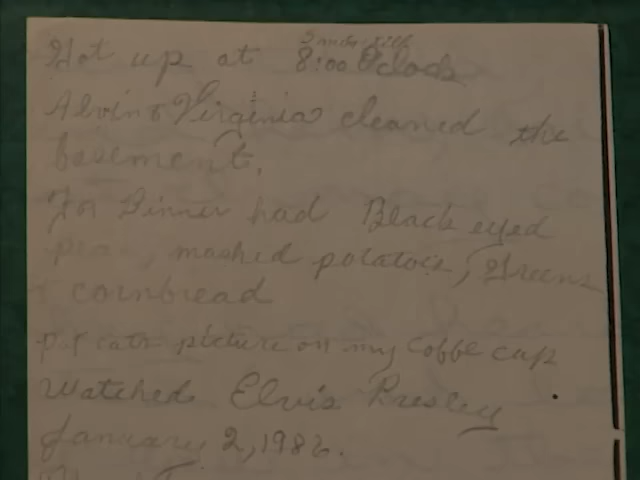 Got up at 8:00 O'clock
Alvin & Virginia cleaned the
basement.
For Dinner had Black eyed
peas, mashed potatoes, Greens
cornbread
Put cats picture on my Coffee cup
Watched Elvis Presley
January 2, 1986.